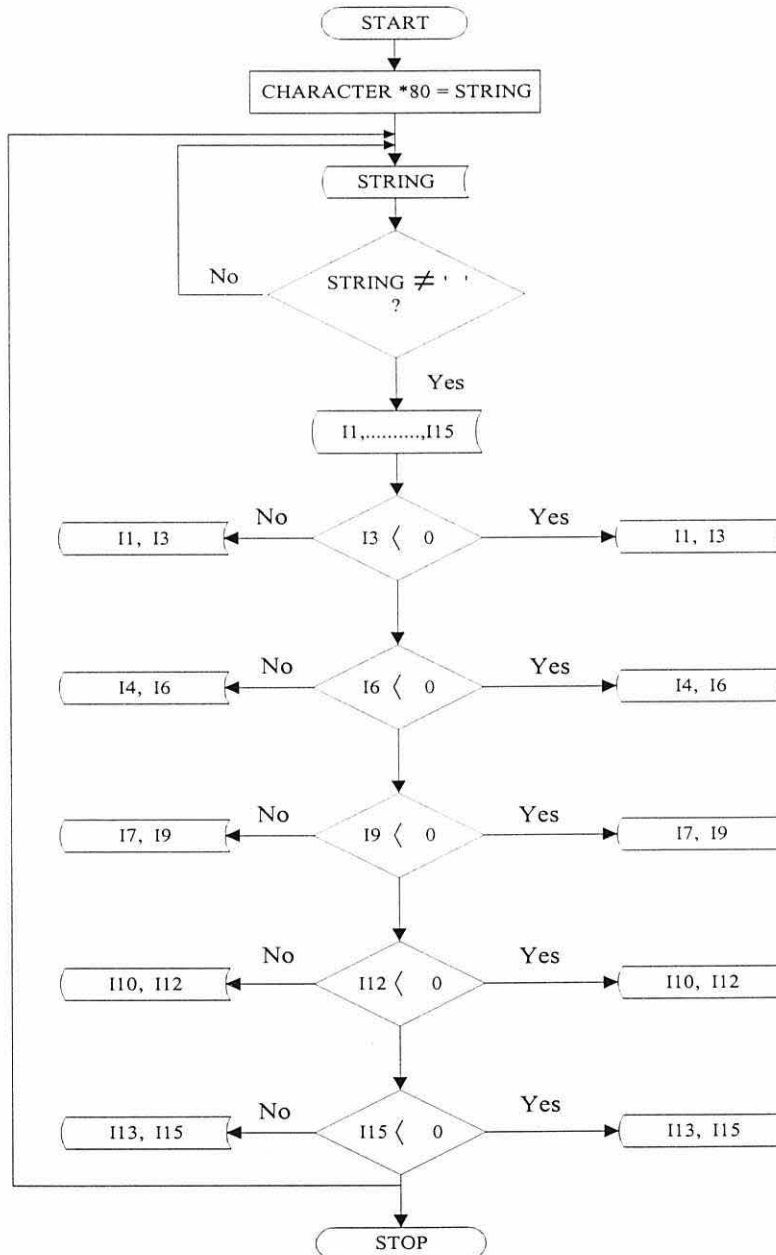 START
CHARACTER *80 = STRING
STRING
No
STRING ≠ ' '
?
Yes
I1,..........,I15
No
Yes
I1, I3
I3 〈 0
I1, I3
No
Yes
I4, I6
I6 〈 0
I4, I6
No
Yes
I7, I9
I9 〈 0
I7, I9
No
Yes
I10, I12
I12 〈 0
I10, I12
No
Yes
I13, I15
I15 〈 0
I13, I15
STOP